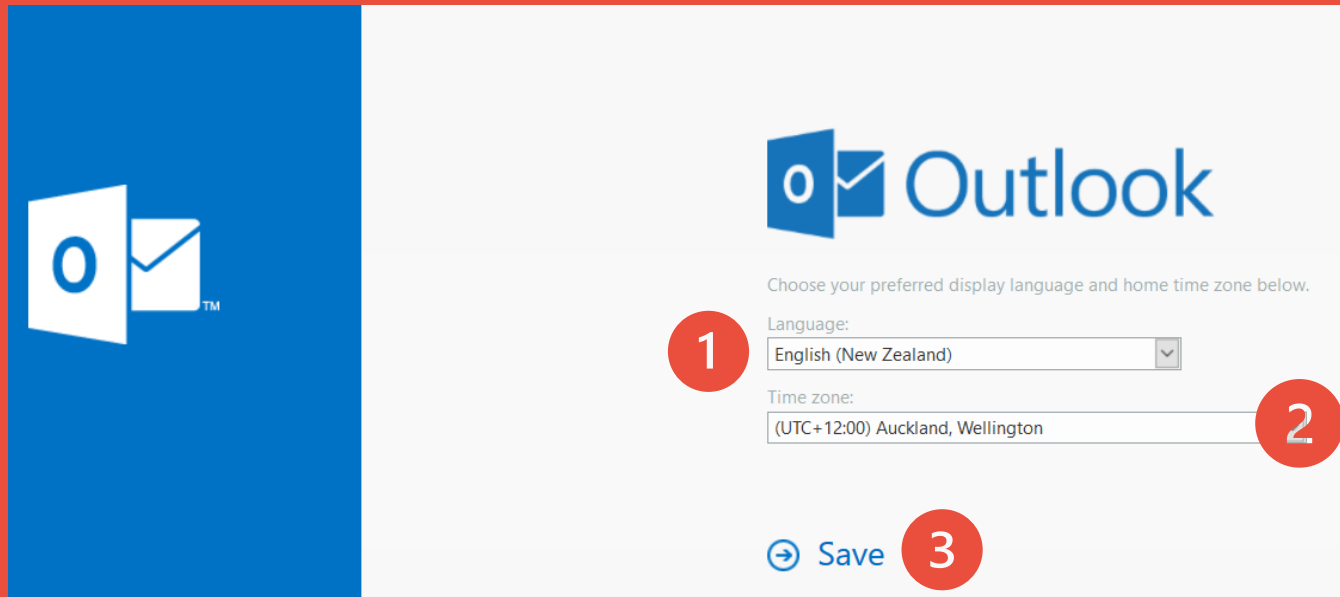 O
TM
O Outlook
Choose your preferred display language and home time zone below.
Language:
1
English (New Zealand)
Time zone:
(UTC+12:00) Auckland, Wellington
2
Save
3